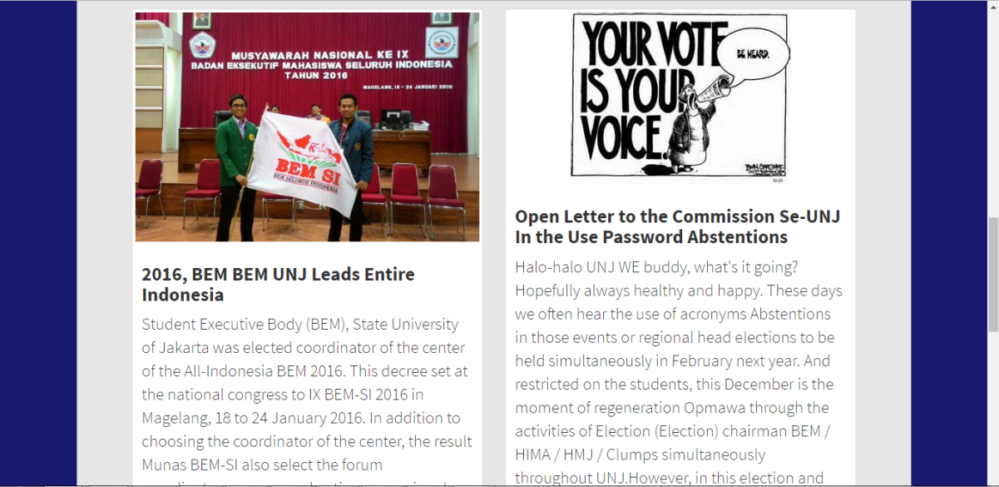 MUSYAWARAH NASIONAL KE IX
BADAN EKSEKUTIF MAHASISWA SELURUH INDONESIA
TAHUN 2016
MAGELANG, 18 - 24 JANUARI 2016
BEM SI
BEM SELURUH INDONESIA
2016, BEM BEM UNJ Leads Entire
Indonesia
Student Executive Body (BEM), State University
of Jakarta was elected coordinator of the center
of the All-Indonesia BEM 2016. This decree set at
the national congress to IX BEM-SI 2016 in
Magelang, 18 to 24 January 2016. In addition to
choosing the coordinator of the center, the result
Munas BEM-SI also select the forum
YOUR VOTE
IS YOUR
VOICE.
BE HEARD.
BEN SARGENT
10-23
Open Letter to the Commission Se-UNJ
In the Use Password Abstentions
Halo-halo UNJ WE buddy, what's it going?
Hopefully always healthy and happy. These days
we often hear the use of acronyms Abstentions
in those events or regional head elections to be
held simultaneously in February next year. And
restricted on the students, this December is the
moment of regeneration Opmawa through the
activities of Election (Election) chairman BEM /
HIMA / HMJ / Clumps simultaneously
throughout UNJ.However, in this election and